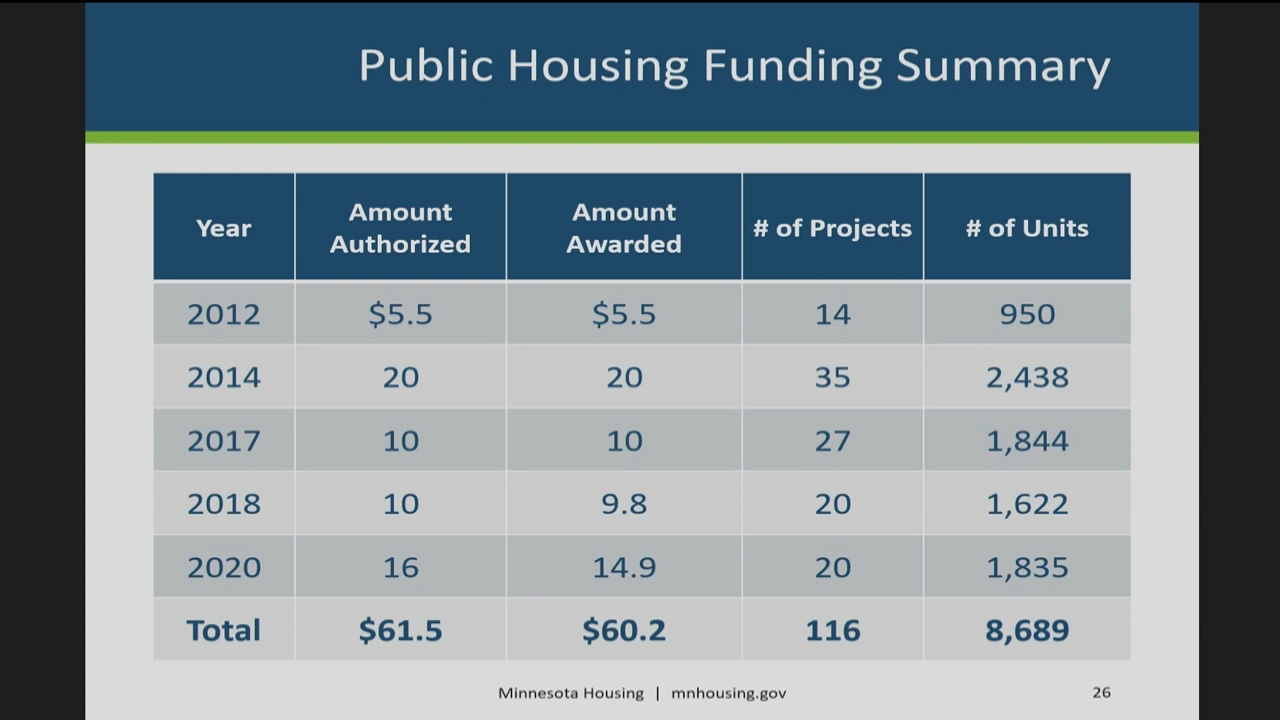 Public Housing Funding Summary
Year Amount Authorized Amount Awarded # of Projects # of Units
2012 $5.5 $5.5 14 950
2014 20 20 35 2,438
2017 10 10 27 1,844
2018 10 9.8 20 1,622
2020 16 14.9 20 1,835
Total $61.5 $60.2 116 8,689
Minnesota Housing | mnhousing.gov 26